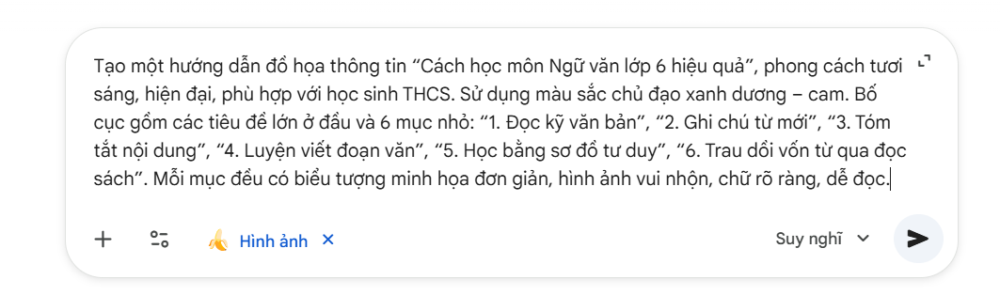 Tạo một hướng dẫn đồ họa thông tin “Cách học môn Ngữ văn lớp 6 hiệu quả”, phong cách tươi
sáng, hiện đại, phù hợp với học sinh THCS. Sử dụng màu sắc chủ đạo xanh dương – cam. Bố
cục gồm các tiêu đề lớn ở đầu và 6 mục nhỏ: “1. Đọc kỹ văn bản”, “2. Ghi chú từ mới”, “3. Tóm
tắt nội dung”, “4. Luyện viết đoạn văn”, “5. Học bằng sơ đồ tư duy”, “6. Trau dồi vốn từ qua đọc
sách”. Mỗi mục đều có biểu tượng minh họa đơn giản, hình ảnh vui nhộn, chữ rõ ràng, dễ đọc.
Hình ảnh
Suy nghĩ